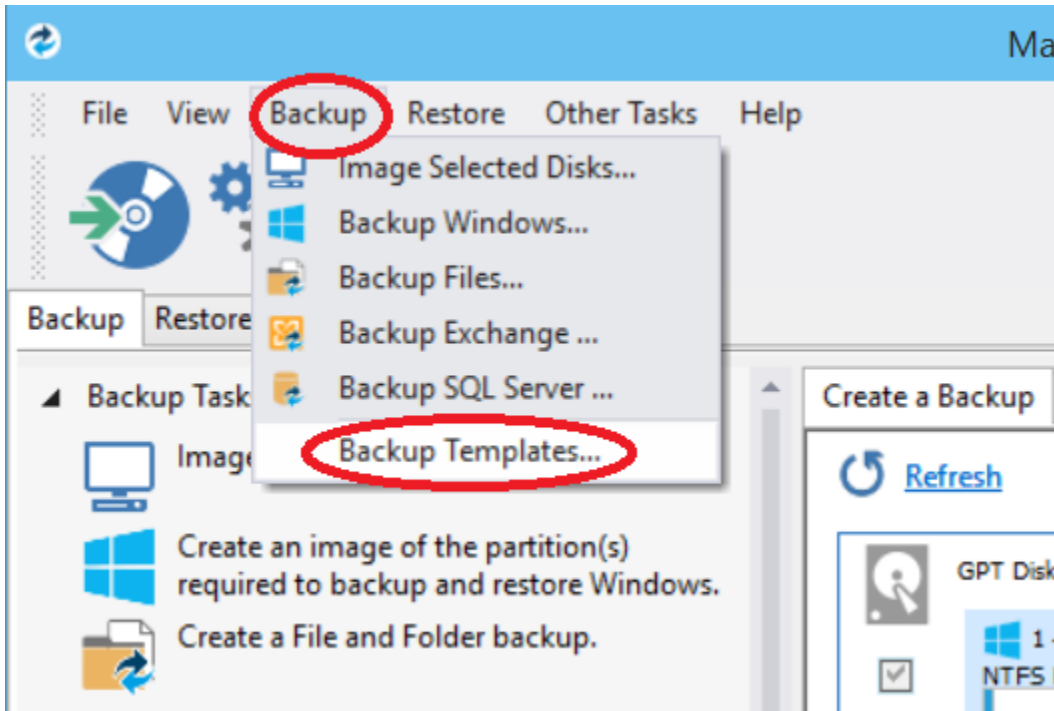 Ma
File View Backup Restore Other Tasks Help
Image Selected Disks...
Backup Windows...
Backup Files...
Backup Exchange ...
Backup SQL Server ...
Backup Templates...
Backup Restore
Backup Task
Image
Create an image of the partition(s)
required to backup and restore Windows.
Create a File and Folder backup.
Create a Backup
Refresh
GPT Disk
1
NTFS